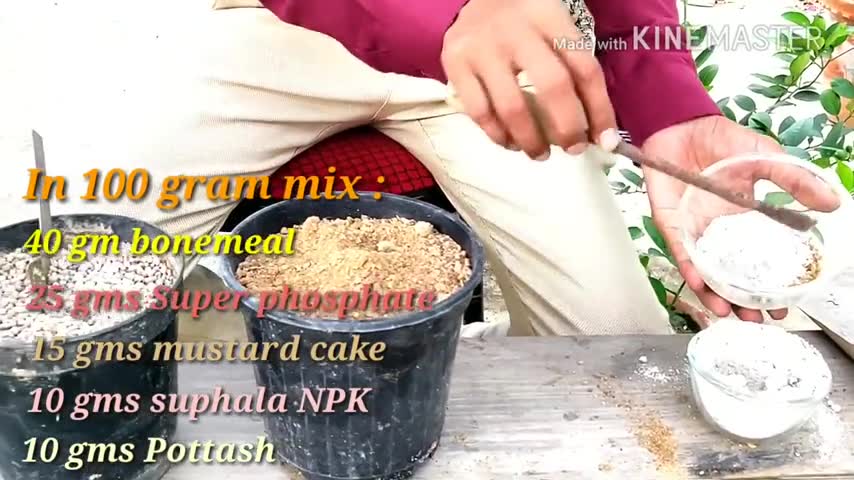 Made with KINEMASTER
In 100 gram mix :
40 gm bonemeal
25 gms Super phosphate
15 gms mustard cake
10 gms suphala NPK
10 gms Pottash